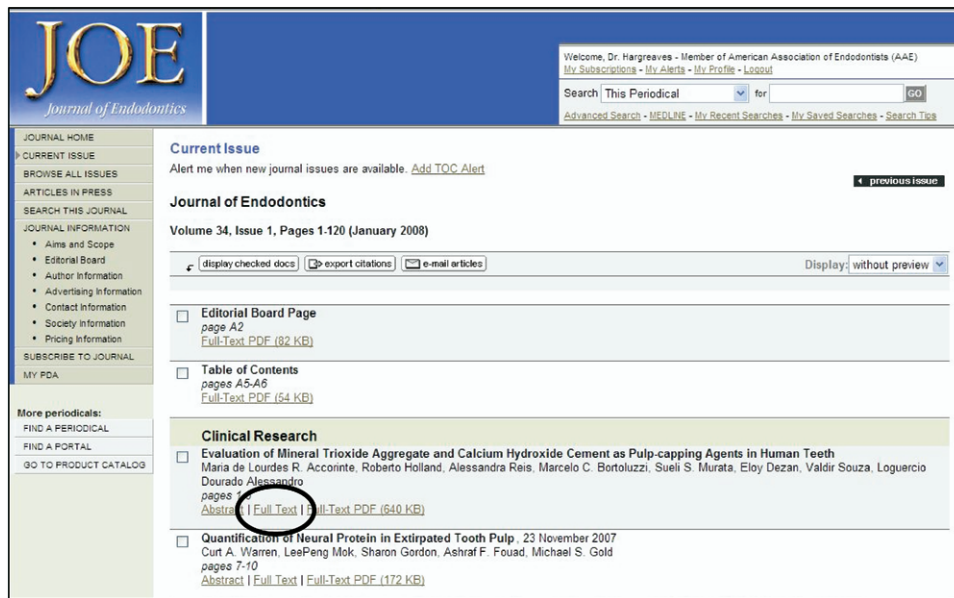 JOE
Journal of Endodontics
Welcome, Dr. Hargreaves - Member of American Association of Endodontists (AAE)
My Subscriptions - My Alerts - My Profile - Logout
Search This Periodical for GO
Advanced Search - MEDLINE - My Recent Searches - My Saved Searches - Search Tips
JOURNAL HOME
CURRENT ISSUE
BROWSE ALL ISSUES
ARTICLES IN PRESS
SEARCH THIS JOURNAL
JOURNAL INFORMATION
• Aims and Scope
• Editorial Board
• Author Information
• Advertising Information
• Contact Information
• Society Information
• Pricing Information
SUBSCRIBE TO JOURNAL
MY PDA
More periodicals:
FIND A PERIODICAL
FIND A PORTAL
GO TO PRODUCT CATALOG
Current Issue
Alert me when new journal issues are available. Add TOC Alert
previous issue
Journal of Endodontics
Volume 34, Issue 1, Pages 1-120 (January 2008)
display checked docs export citations e-mail articles Display: without preview
Editorial Board Page
page A2
Full-Text PDF (82 KB)
Table of Contents
pages A5-A6
Full-Text PDF (54 KB)
Clinical Research
Evaluation of Mineral Trioxide Aggregate and Calcium Hydroxide Cement as Pulp-capping Agents in Human Teeth
Maria de Lourdes R. Accorinte, Roberto Holland, Alessandra Reis, Marcelo C. Bortoluzzi, Sueli S. Murata, Eloy Dezan, Valdir Souza, Loguercio
Dourado Alessandro
pages
Abstract | Full Text | Full-Text PDF (640 KB)
Quantification of Neural Protein in Extirpated Tooth Pulp , 23 November 2007
Curt A. Warren, LeePeng Mok, Sharon Gordon, Ashraf F. Fouad, Michael S. Gold
pages 7-10
Abstract | Full Text | Full-Text PDF (172 KB)